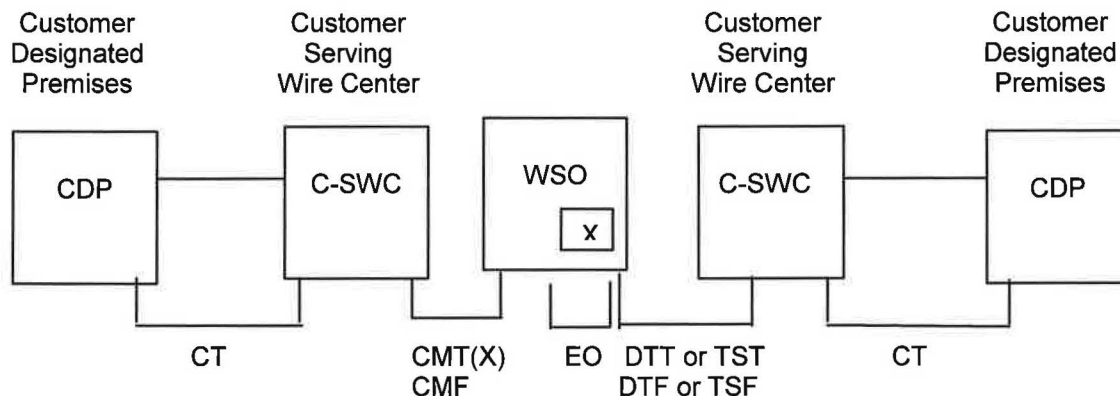 Customer
Designated
Premises
Customer
Serving
Wire Center
Customer
Serving
Wire Center
Customer
Designated
Premises
CDP
C-SWC
WSO
X
C-SWC
CDP
CT
CMT(X)
CMF
EO
DTT or TST
DTF or TSF
CT